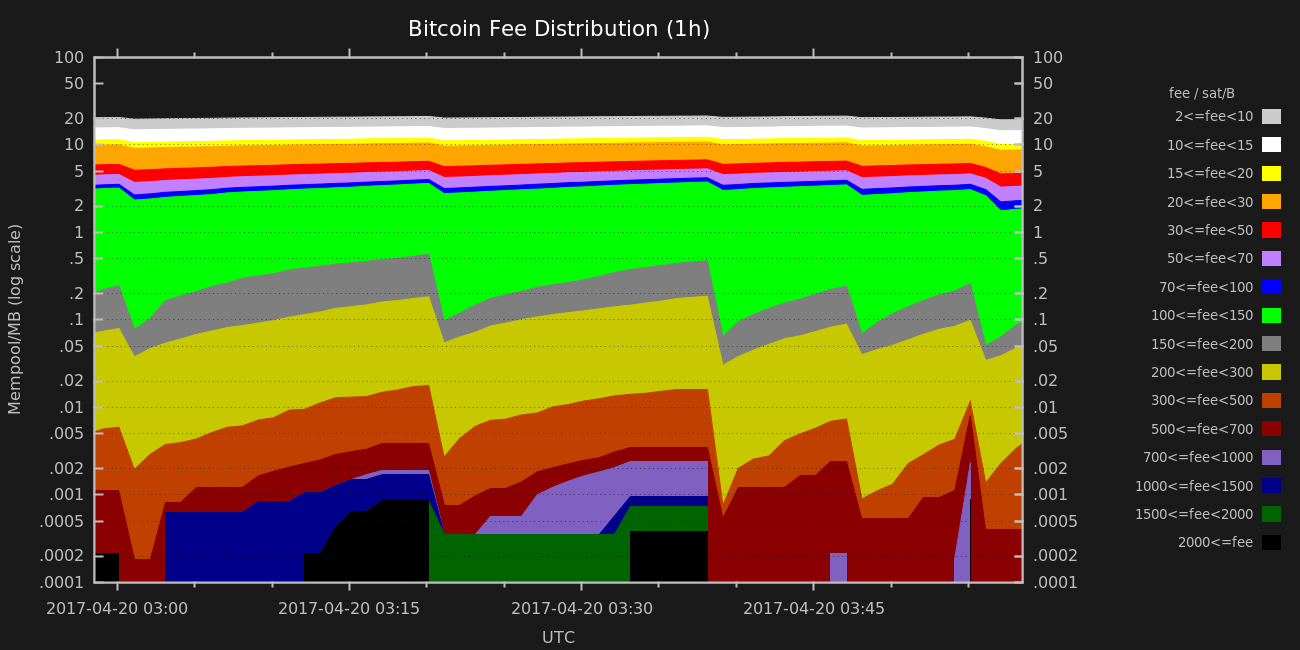 Bitcoin Fee Distribution (1h)
Mempool/MB (log scale)
100
50
20
10
5
2
1
.5
.2
.1
.05
.02
.01
.005
.002
.001
.0005
.0002
.0001
100
50
20
10
5
2
1
.5
.2
.1
.05
.02
.01
.005
.002
.001
.0005
.0002
.0001
fee / sat/B
2<=fee<10
10<=fee<15
15<=fee<20
20<=fee<30
30<=fee<50
50<=fee<70
70<=fee<100
100<=fee<150
150<=fee<200
200<=fee<300
300<=fee<500
500<=fee<700
700<=fee<1000
1000<=fee<1500
1500<=fee<2000
2000<=fee
2017-04-20 03:00 2017-04-20 03:15 2017-04-20 03:30 2017-04-20 03:45
UTC